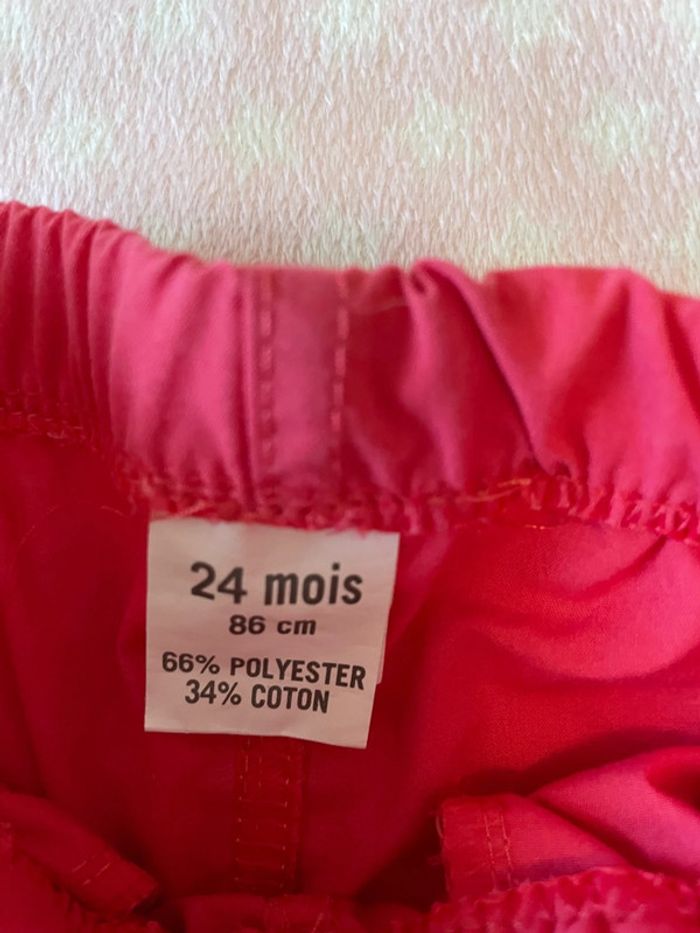 24 mois
86 cm
66% POLYESTER
34% COTON